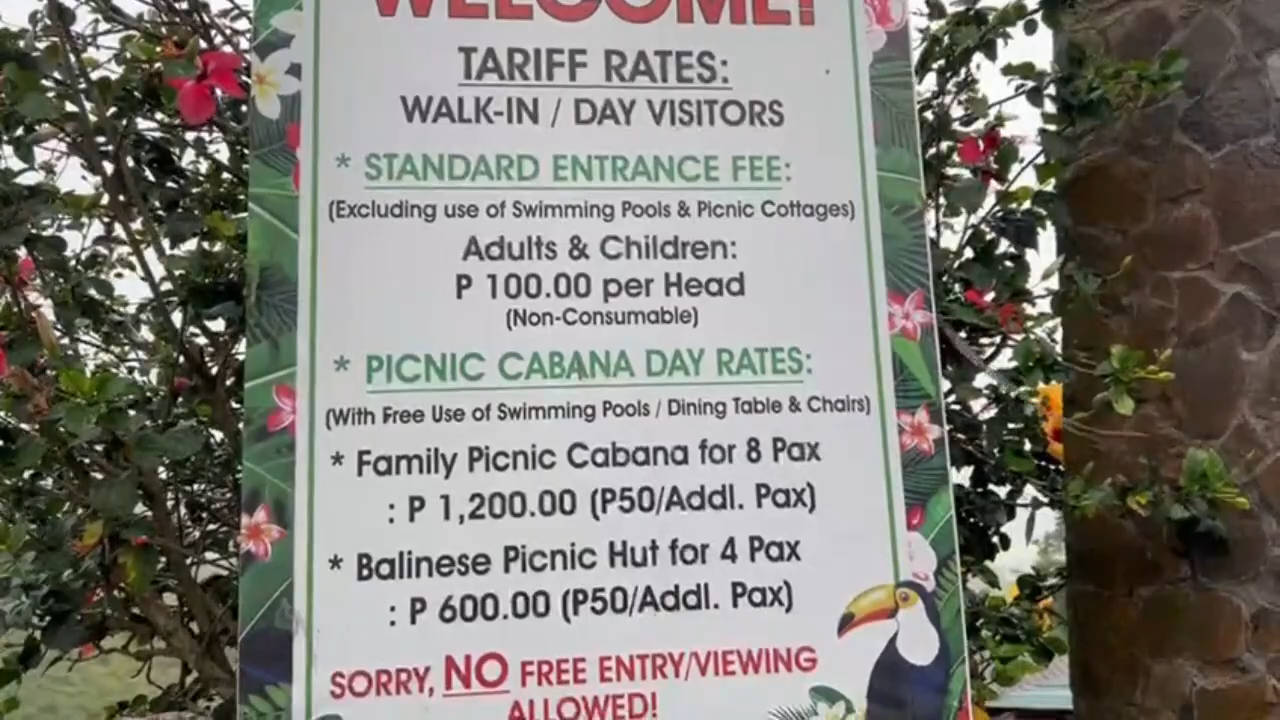 WELCOME!
TARIFF RATES:
WALK-IN / DAY VISITORS
* STANDARD ENTRANCE FEE:
(Excluding use of Swimming Pools & Picnic Cottages)
Adults & Children:
P 100.00 per Head
(Non-Consumable)
* PICNIC CABANA DAY RATES:
(With Free Use of Swimming Pools / Dining Table & Chairs)
* Family Picnic Cabana for 8 Pax
: P 1,200.00 (P50/Addl. Pax)
* Balinese Picnic Hut for 4 Pax
: P 600.00 (P50/Addl. Pax)
SORRY, NO FREE ENTRY/VIEWING
ALLOWED!